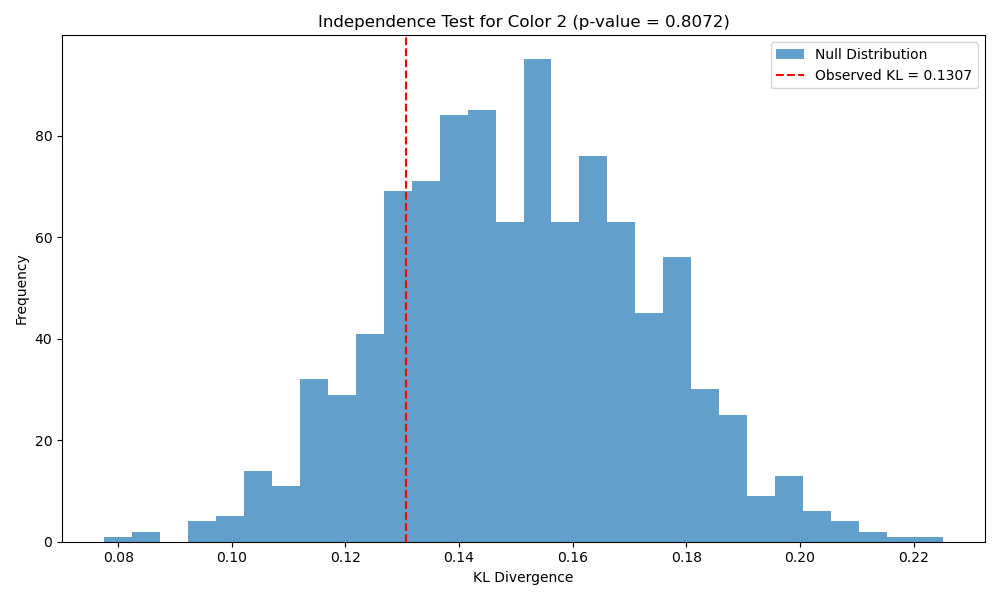 Independence Test for Color 2 (p-value = 0.8072)
Null Distribution
Observed KL = 0.1307
Frequency
80
60
40
20
0
0.08 0.10 0.12 0.14 0.16 0.18 0.20 0.22
KL Divergence